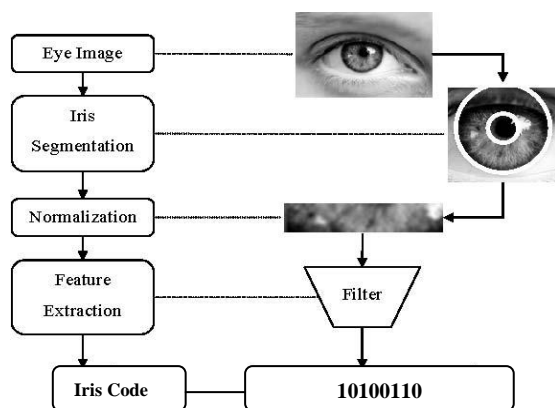 Eye Image
Iris
Segmentation
Normalization
Feature
Extraction
Filter
Iris Code
10100110